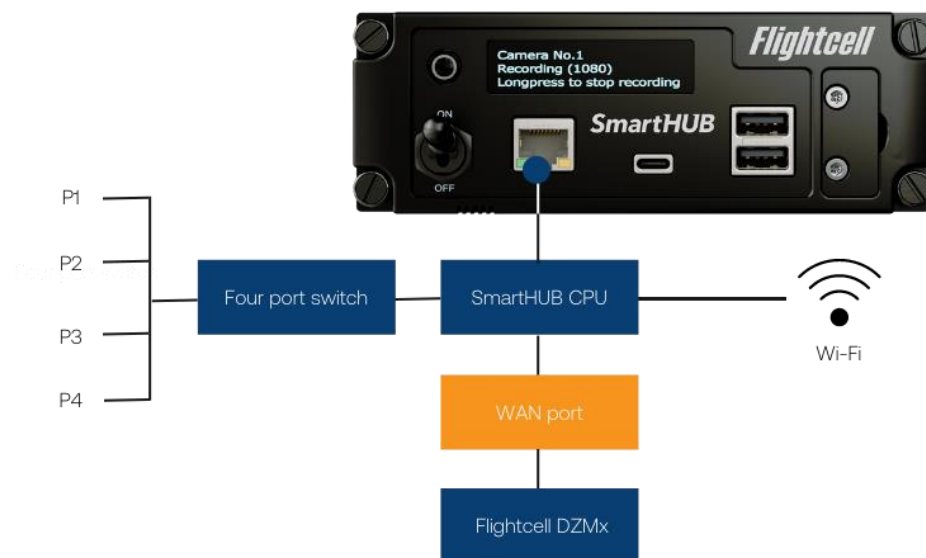 Flightcell
Camera No.1
Recording (1080)
Longpress to stop recording
ON
SmartHUB
OFF
P1
P2
Four port switch
SmartHUB CPU
P3
Wi-Fi
P4
WAN port
Flightcell DZMx